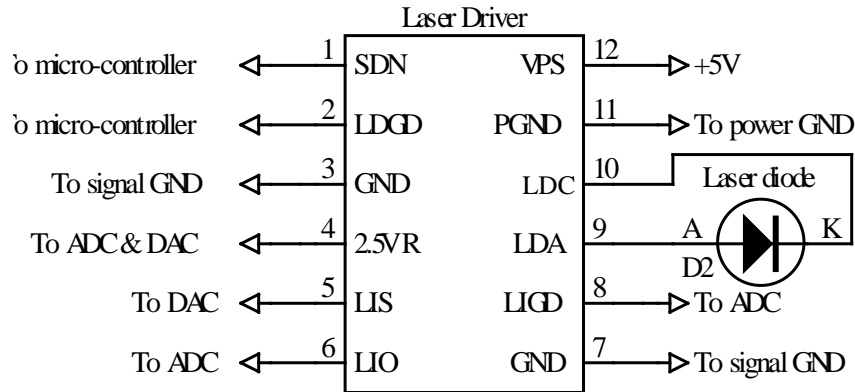 Laser Driver
To micro-controller 1 SDN VPS 12 +5V
To micro-controller 2 LDGD PGND 11 To power GND
To signal GND 3 GND LDC 10
Laser diode
To ADC & DAC 4 2.5VR LDA 9 A K
D2
To DAC 5 LIS LIGD 8 To ADC
To ADC 6 LIO GND 7 To signal GND